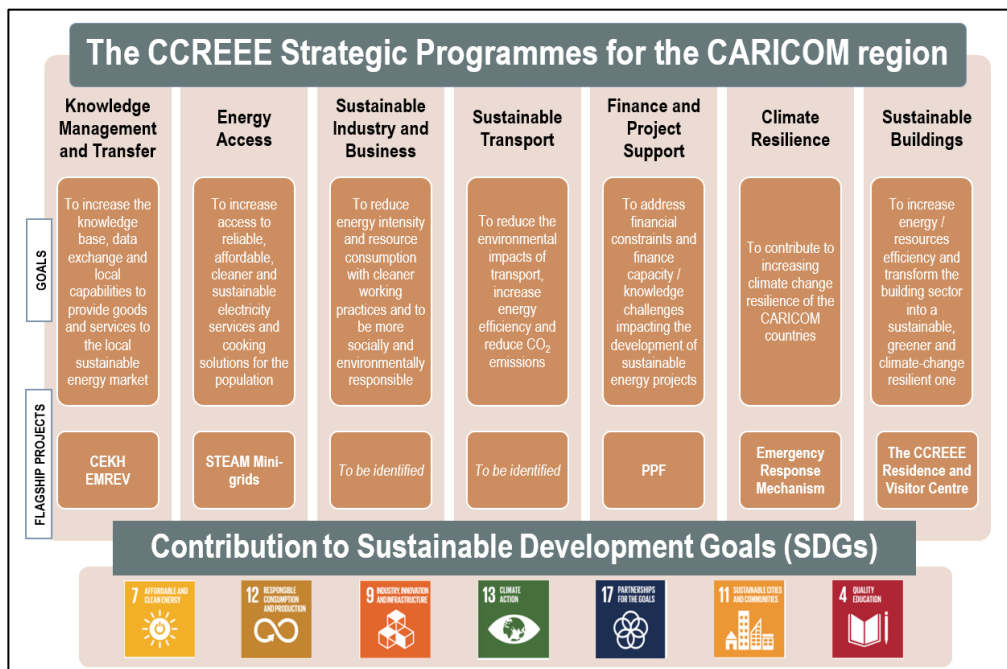 The CCREEE Strategic Programmes for the CARICOM region
Knowledge
Management
and Transfer
Energy
Access
Sustainable
Industry and
Business
Sustainable
Transport
Finance and
Project
Support
Climate
Resilience
Sustainable
Buildings
GOALS
To increase the
knowledge
base, data
exchange and
local
capabilities to
provide goods
and services to
the local
sustainable
energy market
To increase
access to
reliable,
affordable,
cleaner and
sustainable
electricity
services and
cooking
solutions for the
population
To reduce
energy intensity
and resource
consumption
with cleaner
working
practices and to
be more
socially and
environmentally
responsible
To reduce the
environmental
impacts of
transport,
increase
energy
efficiency and
reduce CO₂
emissions
To address
financial
constraints and
finance
capacity /
knowledge
challenges
impacting the
development of
sustainable
energy projects
To contribute to
increasing
climate change
resilience of the
CARICOM
countries
To increase
energy /
resources
efficiency and
transform the
building sector
into a
sustainable,
greener and
climate-change
resilient one
FLAGSHIP PROJECTS
CEKH
EMREV
STEAM Mini-
grids
To be identified
To be identified
PPF
Emergency
Response
Mechanism
The CCREEE
Residence and
Visitor Centre
Contribution to Sustainable Development Goals (SDGs)
7 AFFORDABLE AND
CLEAN ENERGY
12 RESPONSIBLE
CONSUMPTION
AND PRODUCTION
9 INDUSTRY, INNOVATION
AND INFRASTRUCTURE
13 CLIMATE
ACTION
17 PARTNERSHIPS
FOR THE GOALS
11 SUSTAINABLE CITIES
AND COMMUNITIES
4 QUALITY
EDUCATION